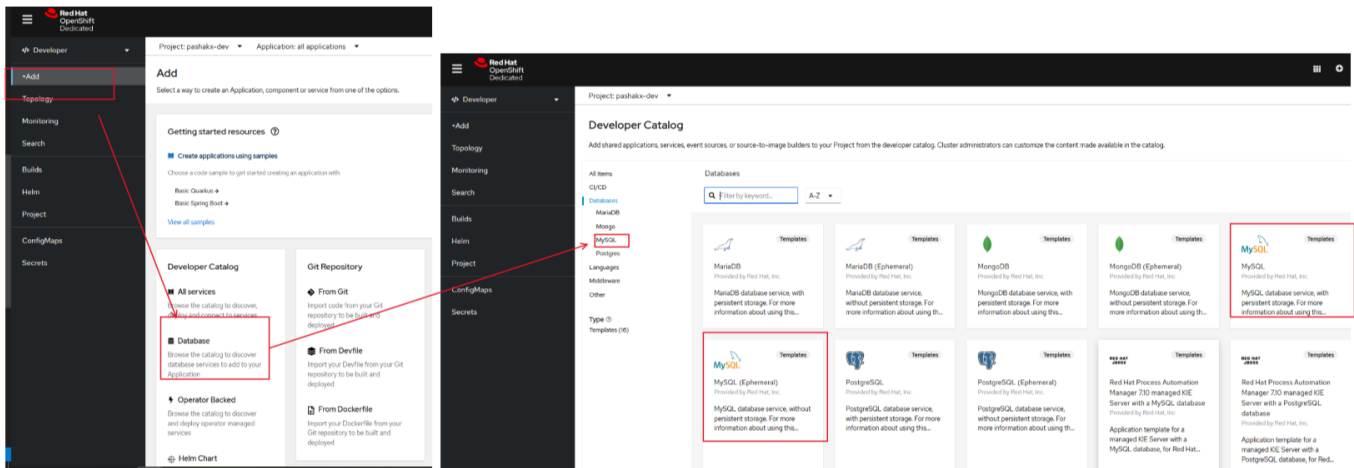 Red Hat
OpenShift
Dedicated
Developer
Project: pashakx-dev
Application: all applications
+Add
Topology
Monitoring
Search
Builds
Helm
Project
ConfigMaps
Secrets
Add
Select a way to create an Application, component or service from one of the options.
Getting started resources
Create applications using samples
Choose a code sample to get started creating an application with
Basic Quarkus
Basic Spring Boot
View all samples
Developer Catalog
All services
Browse the catalog to discover,
deploy and connect to services
Database
Browse the catalog to discover
database services to add to your
Application
Operator Backed
Browse the catalog to discover
and deploy operator managed
services
Helm Chart
Git Repository
From Git
Import code from your Git
repository to be built and
deployed
From Devfile
Import your Devfile from your Git
repository to be built and
deployed
From Dockerfile
Import your Dockerfile from your
Git repository to be built and
deployed
Red Hat
OpenShift
Dedicated
Developer
Project: pashakx-dev
+Add
Topology
Monitoring
Search
Builds
Helm
Project
ConfigMaps
Secrets
Developer Catalog
Add shared applications, services, event sources, or source-to-image builders to your Project from the developer catalog. Cluster administrators can customize the content made available in the catalog.
All items
CI/CD
Databases
MariaDB
Mongo
MySQL
Postgres
Languages
Middleware
Other
Type
Templates (16)
Databases
Filter by keyword...
A-Z
Templates
MariaDB
Provided by Red Hat, Inc.
MariaDB database service, with
persistent storage. For more
information about using this...
Templates
MariaDB (Ephemeral)
Provided by Red Hat, Inc.
MariaDB database service,
without persistent storage. For
more information about using th...
Templates
MongoDB
Provided by Red Hat, Inc.
MongoDB database service, with
persistent storage. For more
information about using this...
Templates
MongoDB (Ephemeral)
Provided by Red Hat, Inc.
MongoDB database service,
without persistent storage. For
more information about using th...
MySQL
Templates
MySQL
Provided by Red Hat, Inc.
MySQL database service, with
persistent storage. For more
information about using this...
MySQL
Templates
MySQL (Ephemeral)
Provided by Red Hat, Inc.
MySQL database service, without
persistent storage. For more
information about using this...
Templates
PostgreSQL
Provided by Red Hat, Inc.
PostgreSQL database service,
with persistent storage. For more
information about using this...
Templates
PostgreSQL (Ephemeral)
Provided by Red Hat, Inc.
PostgreSQL database service,
without persistent storage. For
more information about using th...
RED HAT
JBOSS
Templates
Red Hat Process Automation
Manager 7.10 managed KIE
Server with a MySQL database
Provided by Red Hat, Inc.
Application template for a
managed KIE Server with a
MySQL database, for Red Hat...
RED HAT
JBOSS
Templates
Red Hat Process Automation
Manager 7.10 managed KIE
Server with a PostgreSQL
database
Provided by Red Hat, Inc.
Application template for a
managed KIE Server with a
PostgreSQL database, for Red...